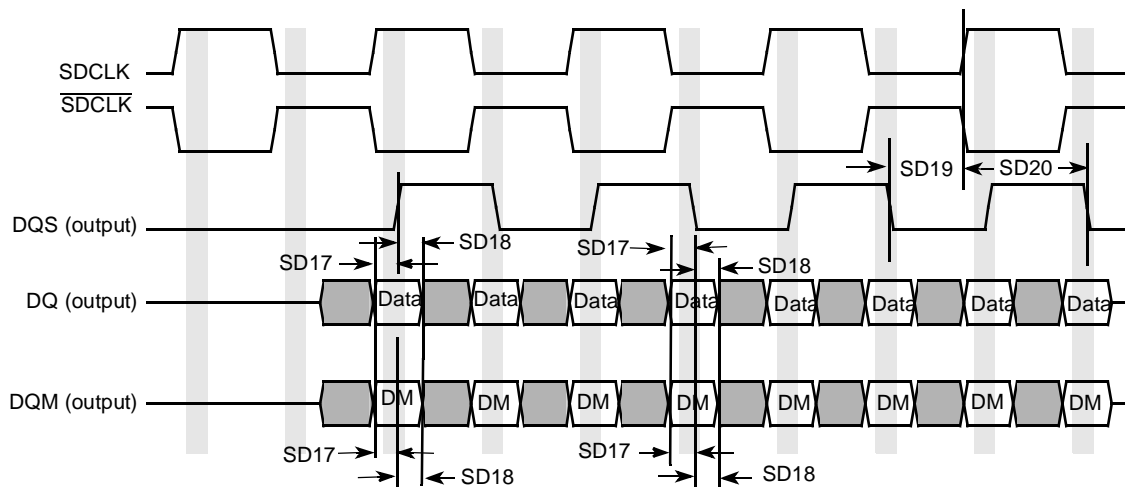 SDCLK
SDCLK
SD19 SD20
DQS (output)
SD18 SD17
SD17 SD18
DQ (output) Data Data Data Data Data Data Data Data
DQM (output) DM DM DM DM DM DM DM DM
SD17 SD17
SD18 SD18